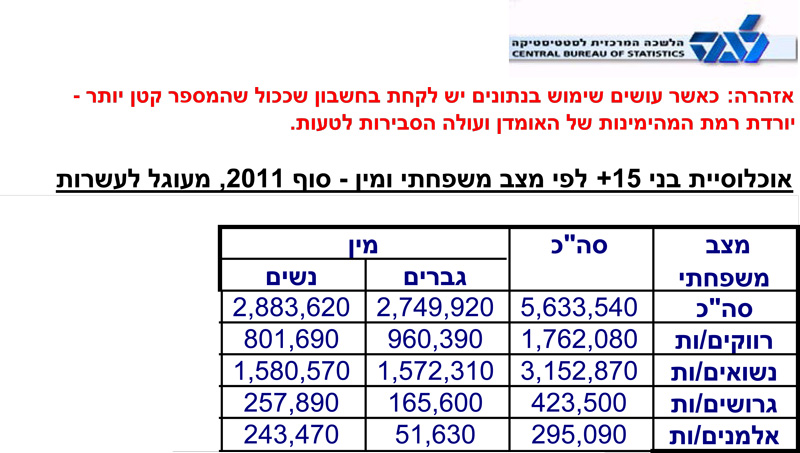 הלשכה המרכזית לסטטיסטיקה
CENTRAL BUREAU OF STATISTICS
אזהרה: כאשר עושים שימוש בנתונים יש לקחת בחשבון שככול שהמספר קטן יותר -
יורדת רמת המהימינות של האומדן ועולה הסבירות לטעות.
אוכלוסיית בני 15+ לפי מצב משפחתי ומין - סוף 2011, מעוגל לעשרות
מצב משפחתי סה"כ מין
גברים נשים
סה"כ 5,633,540 2,749,920 2,883,620
רווקים/ות 1,762,080 960,390 801,690
נשואים/ות 3,152,870 1,572,310 1,580,570
גרושים/ות 423,500 165,600 257,890
אלמנים/ות 295,090 51,630 243,470